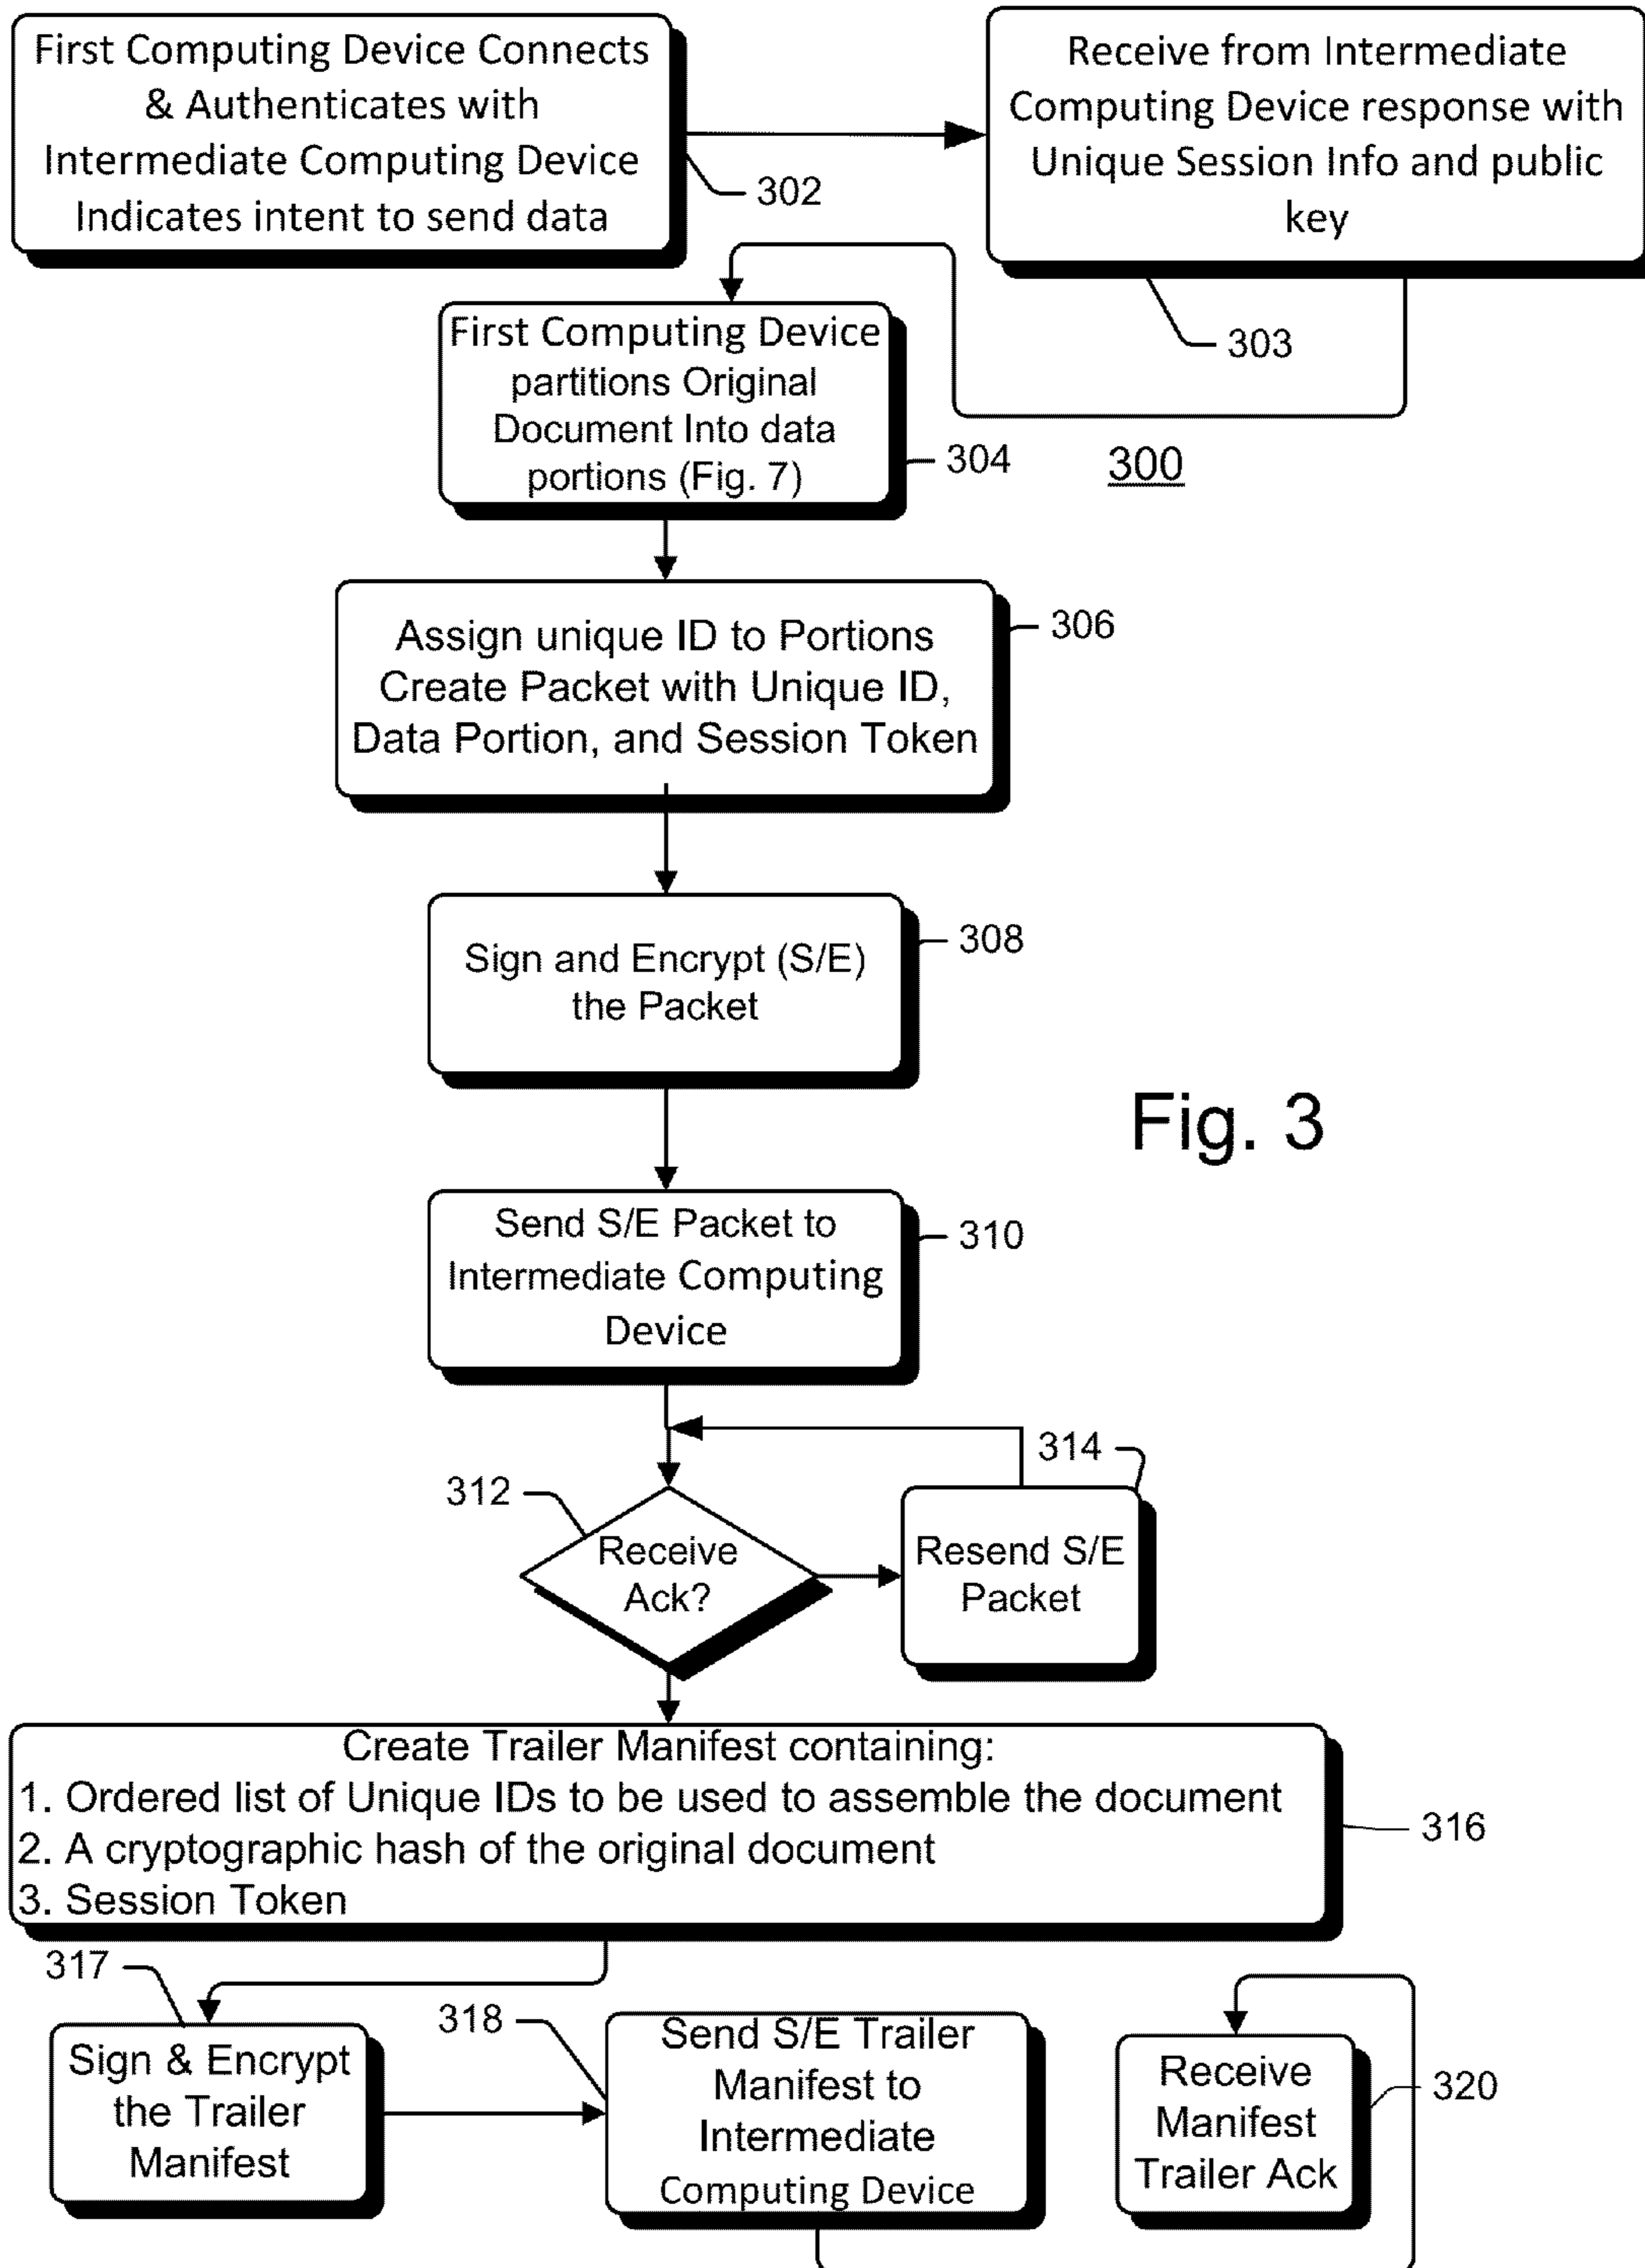 First Computing Device Connects
& Authenticates with
Intermediate Computing Device
Indicates intent to send data
302
Receive from Intermediate
Computing Device response with
Unique Session Info and public
key
303
First Computing Device
partitions Original
Document Into data
portions (Fig. 7)
304
300
Assign unique ID to Portions
Create Packet with Unique ID,
Data Portion, and Session Token
306
Sign and Encrypt (S/E)
the Packet
308
Fig. 3
Send S/E Packet to
Intermediate Computing
Device
310
312
Receive
Ack?
314
Resend S/E
Packet
Create Trailer Manifest containing:
1. Ordered list of Unique IDs to be used to assemble the document
2. A cryptographic hash of the original document
3. Session Token
316
317
Sign & Encrypt
the Trailer
Manifest
318
Send S/E Trailer
Manifest to
Intermediate
Computing Device
Receive
Manifest
Trailer Ack
320